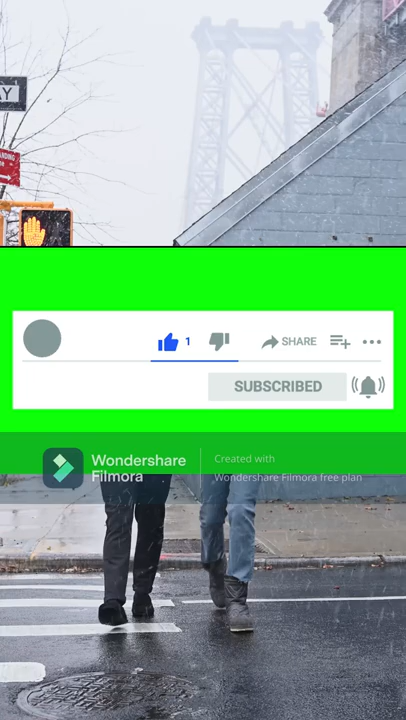 AY
1
SHARE
SUBSCRIBED
Wondershare
Filmora
Created with
Wondershare Filmora free plan